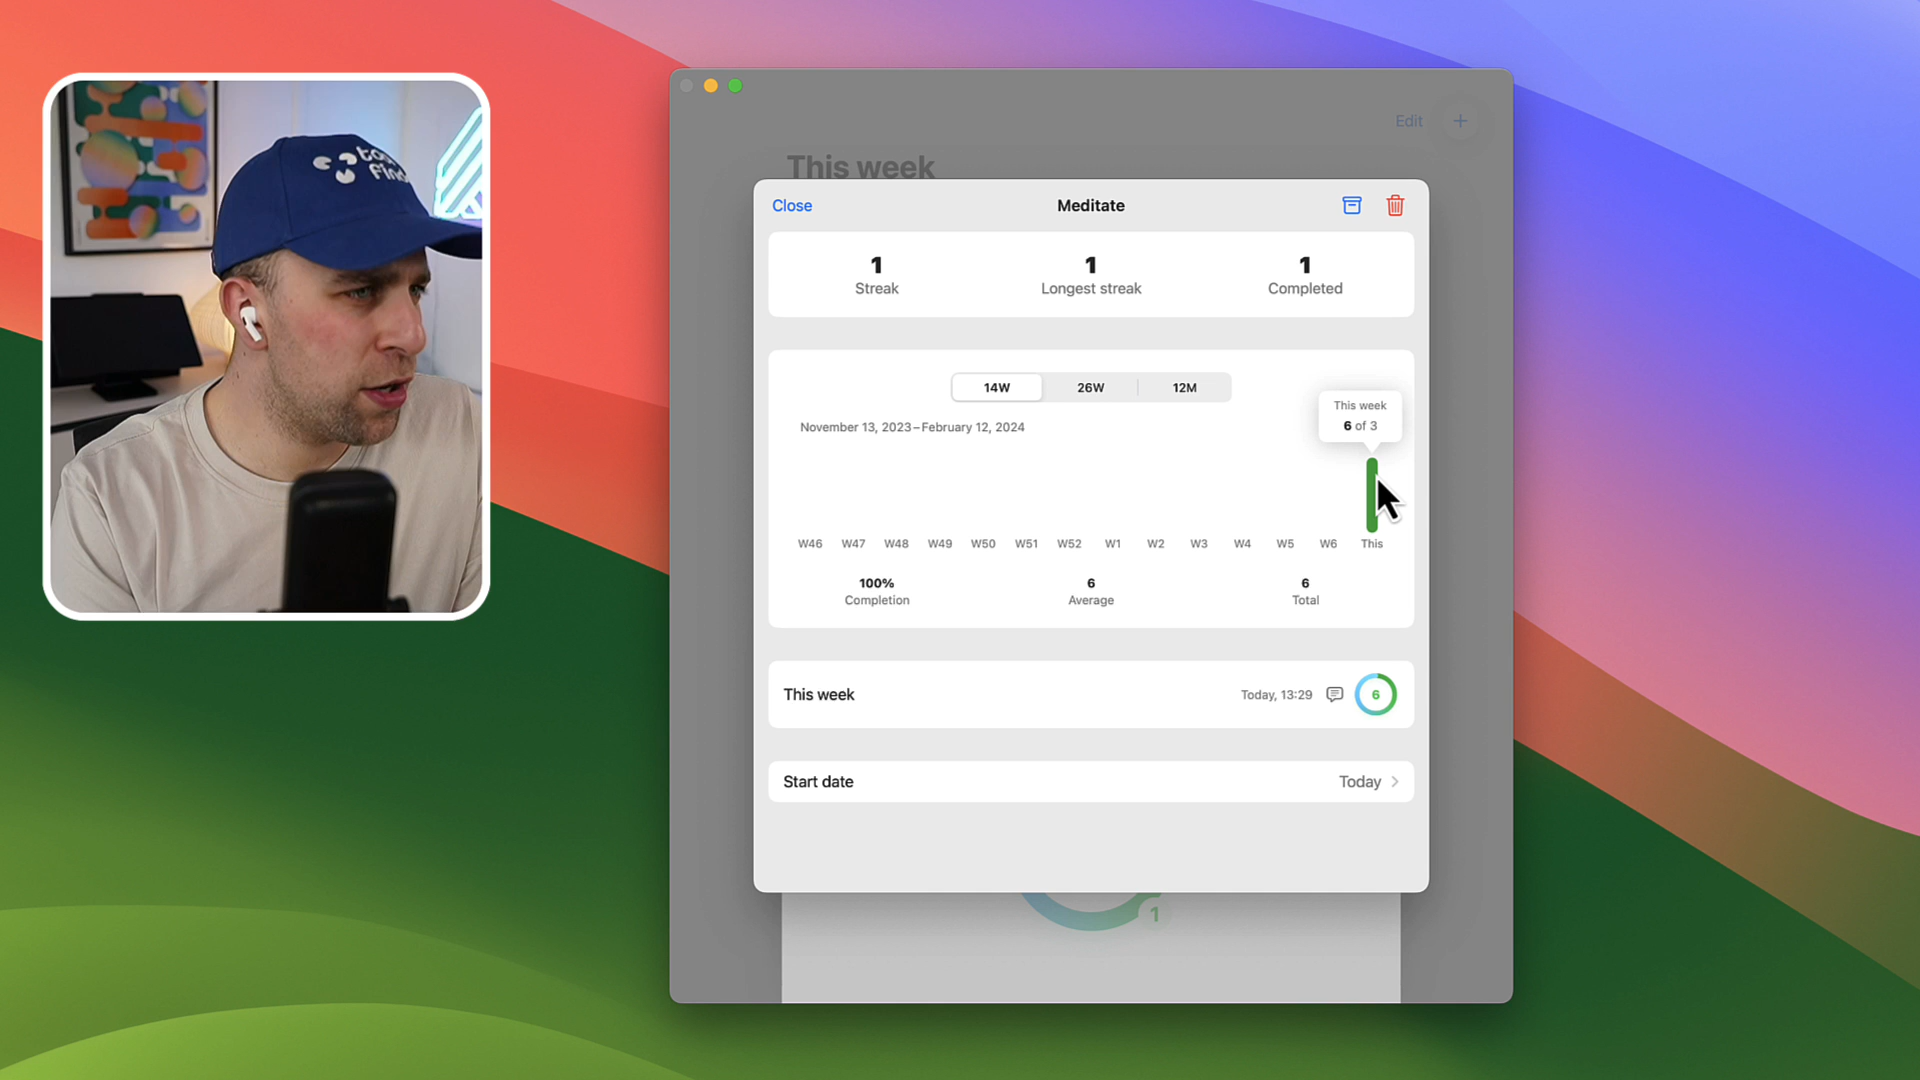 Edit +
This week
Close
Meditate
1
Streak
1
Longest streak
1
Completed
14W
26W
12M
November 13, 2023–February 12, 2024
This week
6 of 3
W46 W47 W48 W49 W50 W51 W52 W1 W2 W3 W4 W5 W6 This
100%
Completion
6
Average
6
Total
This week
Today, 13:29
6
Start date
Today
1